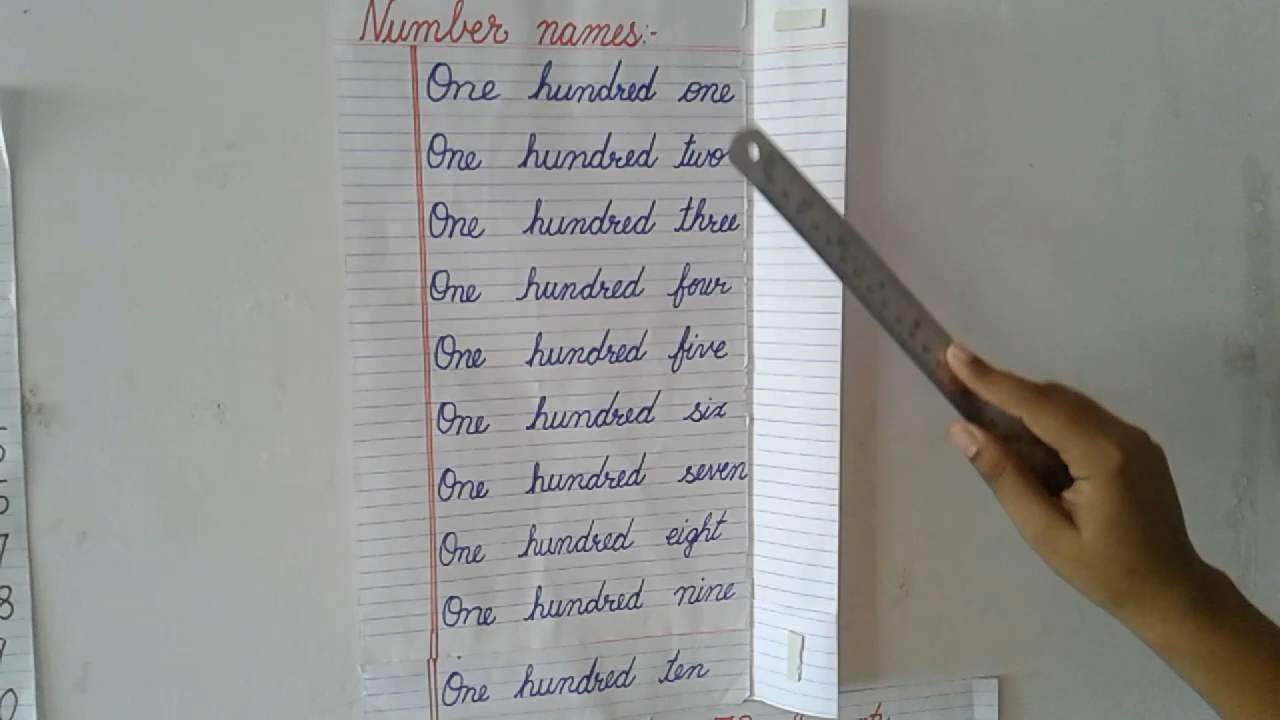 Number names:-
One hundred one
One hundred two
One hundred three
One hundred four
One hundred five
One hundred six
One hundred seven
One hundred eight
One hundred nine
One hundred ten